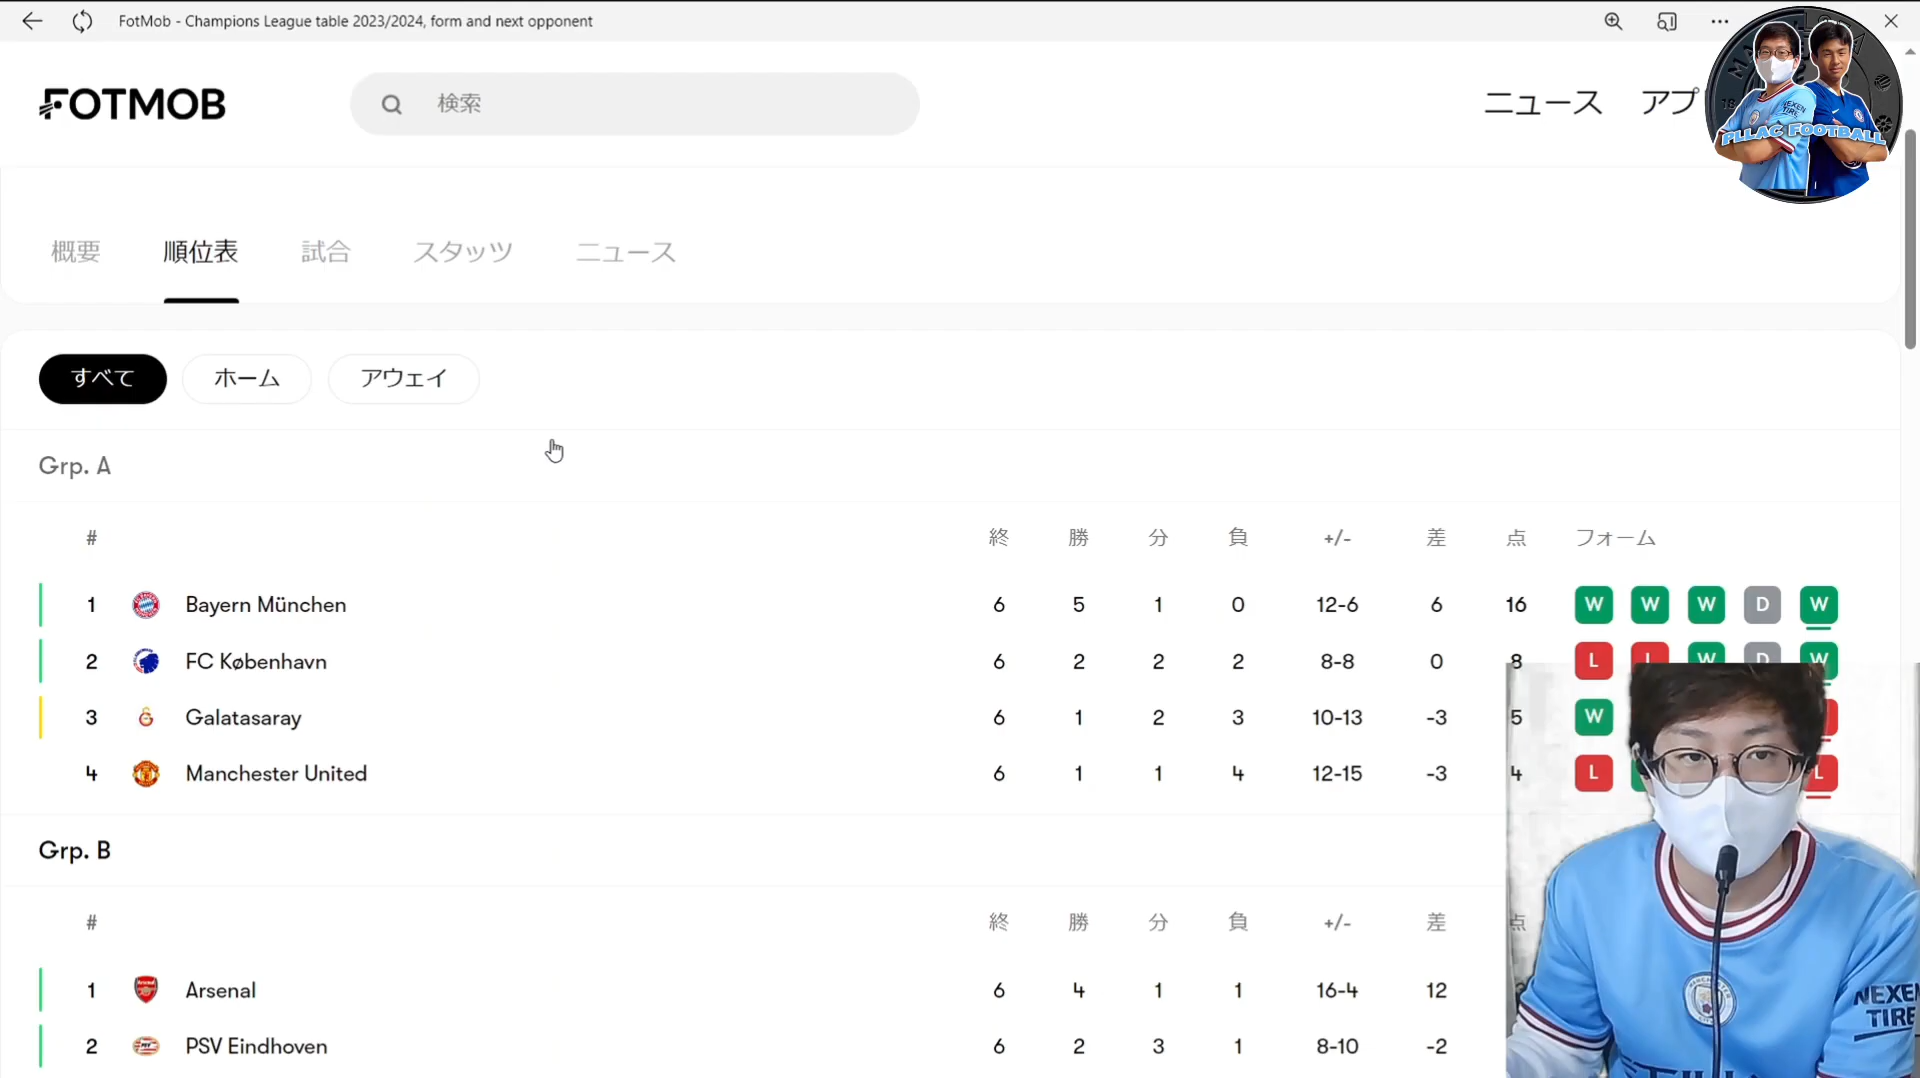 FotMob - Champions League table 2023/2024, form and next opponent
FOTMOB
検索
ニュース
アプ
PLLAC FOOTBALL
概要 順位表 試合 スタッツ ニュース
すべて ホーム アウェイ
Grp. A
# 終 勝 分 負 +/- 差 点 フォーム
1 Bayern München 6 5 1 0 12-6 6 16 W W W D W
2 FC København 6 2 2 2 8-8 0 8 L L W D W
3 Galatasaray 6 1 2 3 10-13 -3 5 W
4 Manchester United 6 1 1 4 12-15 -3 4 L L
Grp. B
# 終 勝 分 負 +/- 差 点
1 Arsenal 6 4 1 1 16-4 12
2 PSV Eindhoven 6 2 3 1 8-10 -2
NEXEN
TIRE